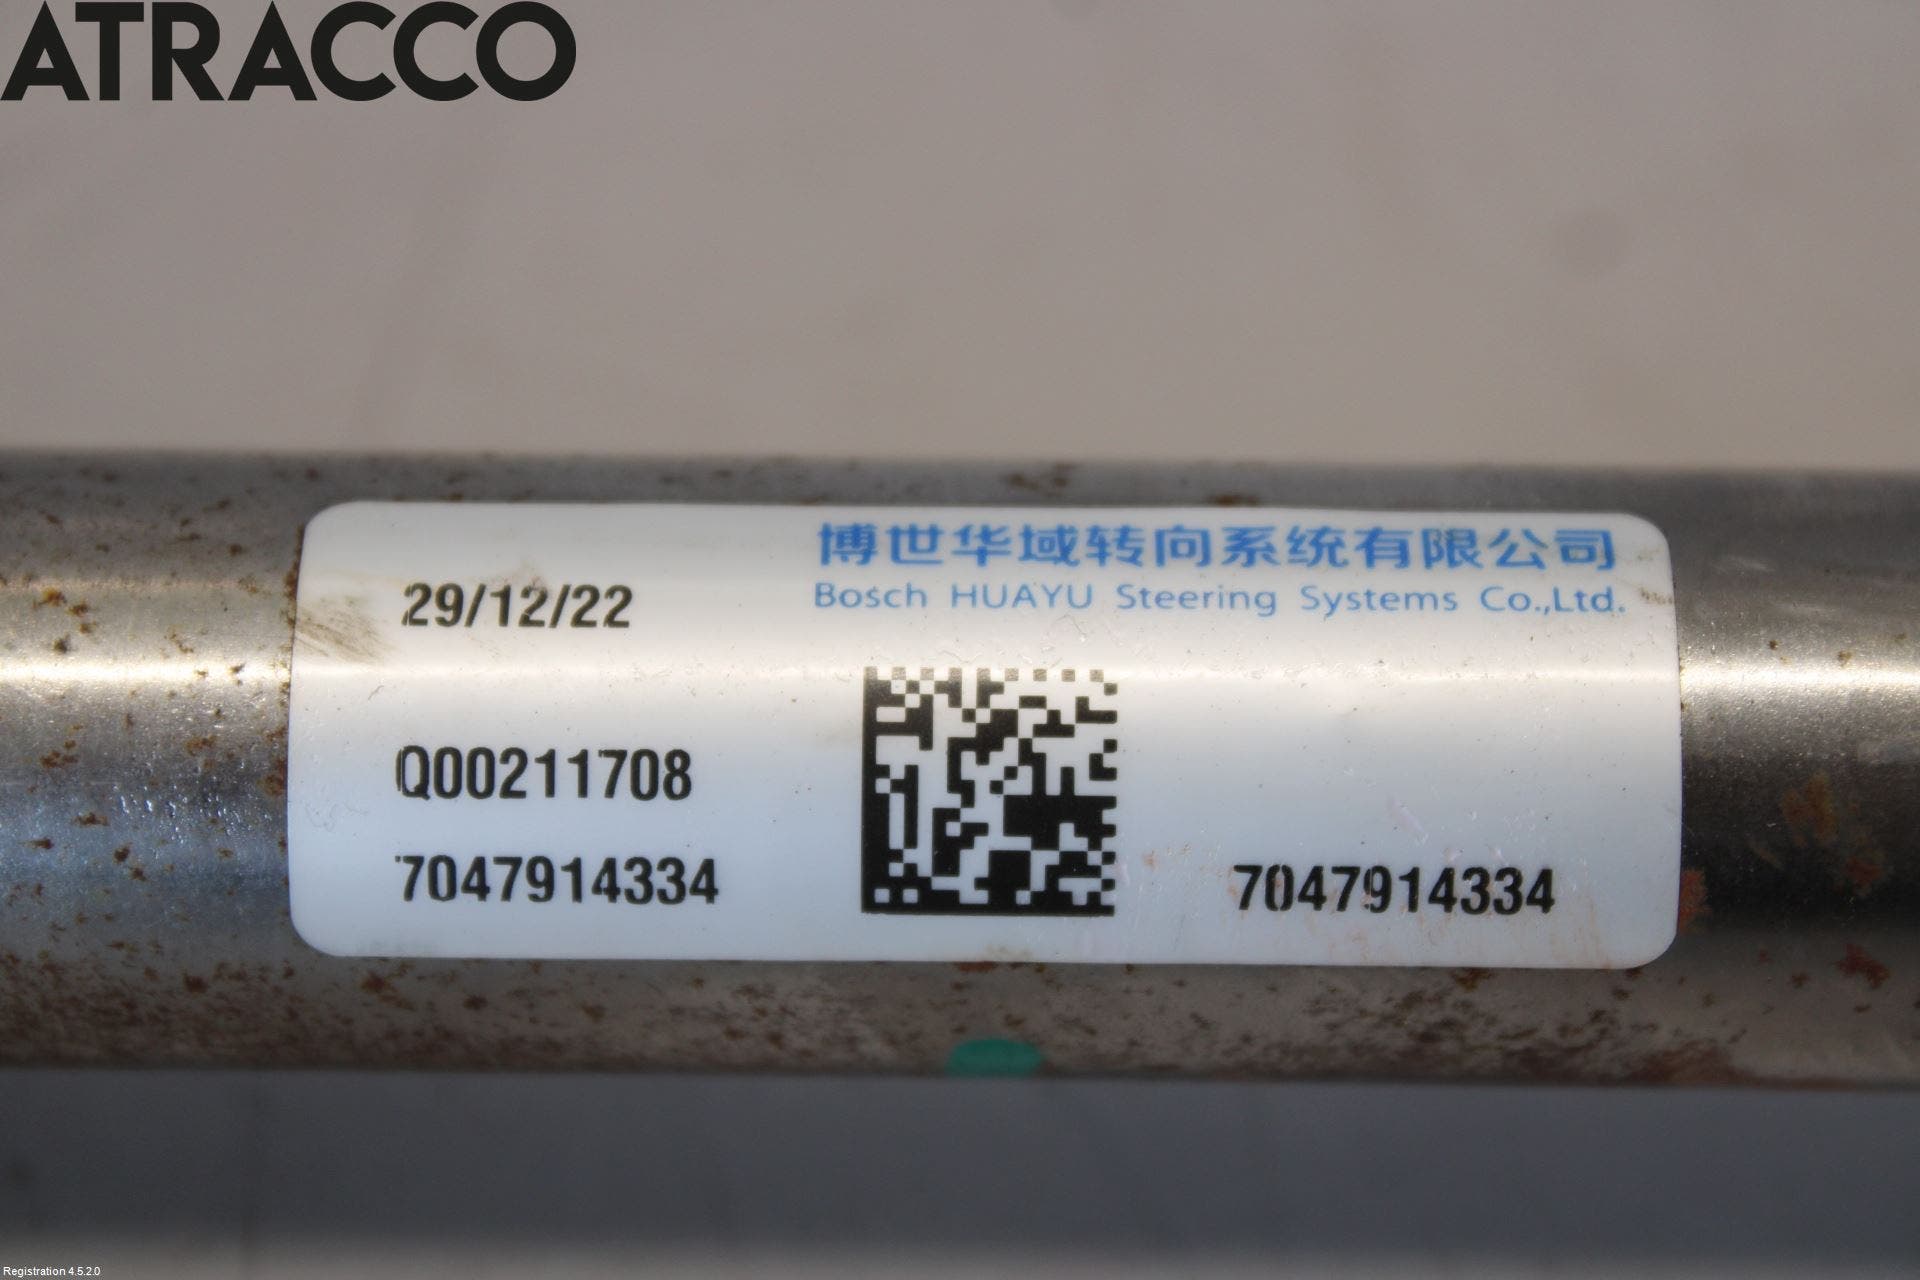 ATRACCO
博世华域转向系统有限公司
Bosch HUAYU Steering Systems Co.,Ltd.
29/12/22
Q00211708
7047914334
7047914334
Registration 4.5.2.0